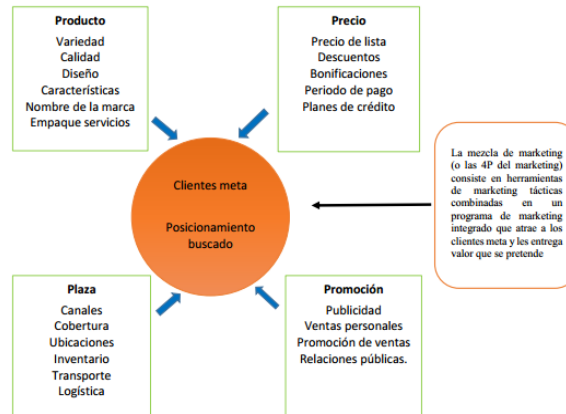 Producto
Variedad
Calidad
Diseño
Características
Nombre de la marca
Empaque servicios
Precio
Precio de lista
Descuentos
Bonificaciones
Periodo de pago
Planes de crédito
Clientes meta
Posicionamiento
buscado
La mezcla de marketing
(o las 4P del marketing)
consiste en herramientas
de marketing tácticas
combinadas en un
programa de marketing
integrado que atrae a los
clientes meta y les entrega
valor que se pretende
Plaza
Canales
Cobertura
Ubicaciones
Inventario
Transporte
Logística
Promoción
Publicidad
Ventas personales
Promoción de ventas
Relaciones públicas.